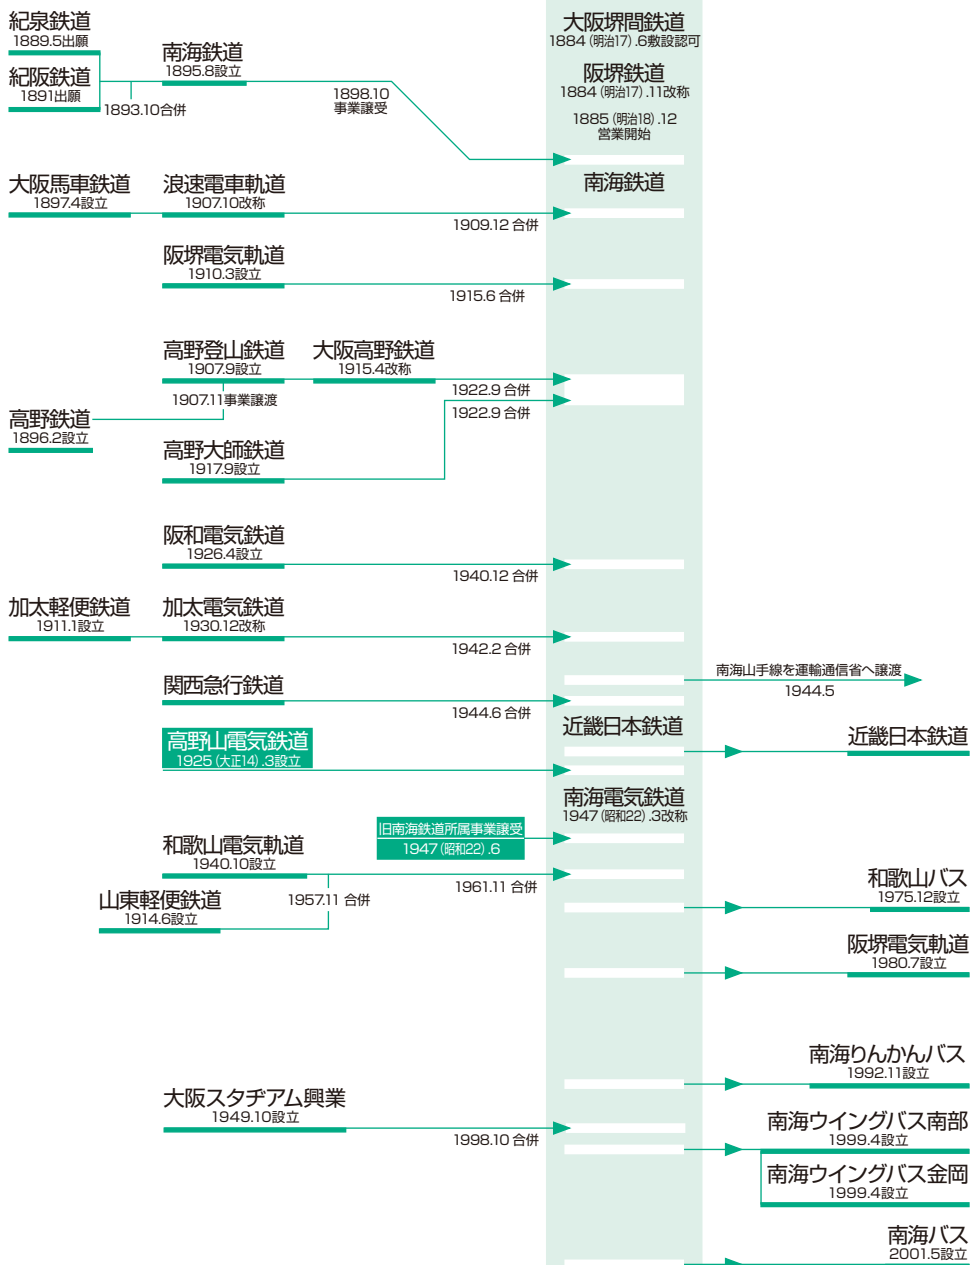 紀泉鉄道
1889.5出願
紀阪鉄道
1891出願
1893.10合併
南海鉄道
1895.8設立
1898.10
事業譲受
大阪堺間鉄道
1884(明治17).6敷設認可
阪堺鉄道
1884(明治17).11改称
1885(明治18).12
営業開始
南海鉄道
大阪馬車鉄道
1897.4設立
浪速電車軌道
1907.10改称
1909.12 合併
阪堺電気軌道
1910.3設立
1915.6 合併
高野登山鉄道
1907.9設立
大阪高野鉄道
1915.4改称
1907.11事業譲渡
1922.9 合併
1922.9 合併
高野鉄道
1896.2設立
高野大師鉄道
1917.9設立
阪和電気鉄道
1926.4設立
1940.12 合併
加太軽便鉄道
1911.1設立
加太電気鉄道
1930.12改称
1942.2 合併
南海山手線を運輸通信省へ譲渡
1944.5
関西急行鉄道
1944.6 合併
近畿日本鉄道
近畿日本鉄道
高野山電気鉄道
1925(大正14).3設立
南海電気鉄道
1947(昭和22).3改称
旧南海鉄道所属事業譲受
1947(昭和22).6
和歌山電気軌道
1940.10設立
山東軽便鉄道
1914.6設立
1957.11 合併
1961.11 合併
和歌山バス
1975.12設立
阪堺電気軌道
1980.7設立
南海りんかんバス
1992.11設立
大阪スタヂアム興業
1949.10設立
1998.10 合併
南海ウイングバス南部
1999.4設立
南海ウイングバス金岡
1999.4設立
南海バス
2001.5設立